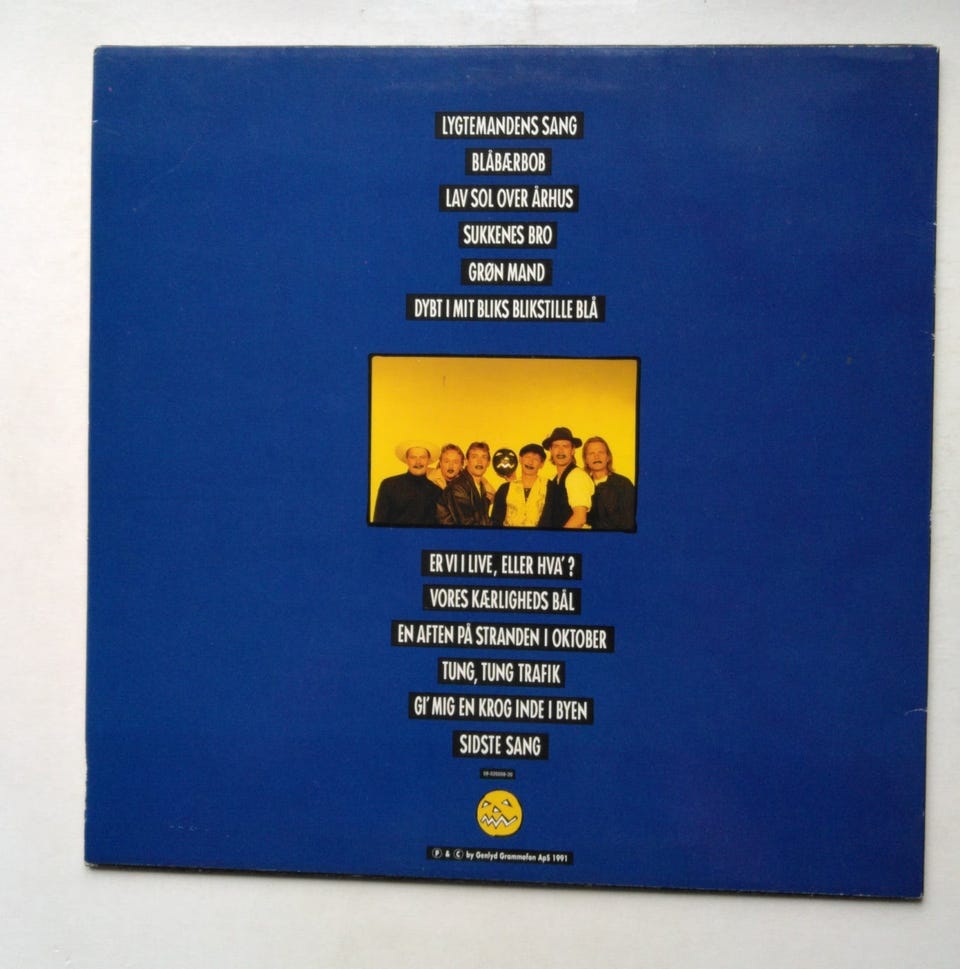 LYGTEMANDENS SANG
BLÅBÆRBOB
LAV SOL OVER ÅRHUS
SUKKENES BRO
GRØN MAND
DYBT I MIT BLIKS BLIKSTILLE BLÅ
ER VI I LIVE, ELLER HVA'?
VORES KÆRLIGHEDS BÅL
EN AFTEN PÅ STRANDEN I OKTOBER
TUNG, TUNG TRAFIK
GI' MIG EN KROG INDE I BYEN
SIDSTE SANG
Ⓟ & Ⓒ by Genlyd Grammofon ApS 1991